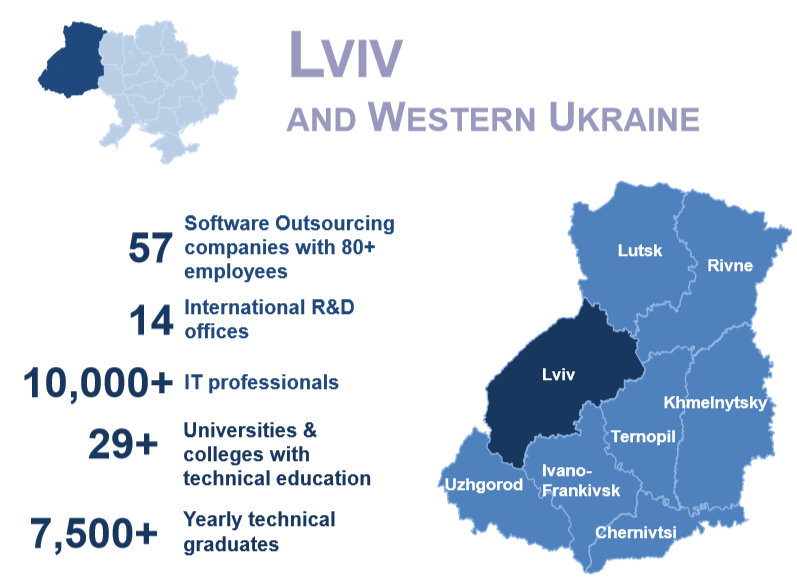 LVIV
AND WESTERN UKRAINE
57 Software Outsourcing
companies with 80+
employees
14 International R&D
offices
10,000+ IT professionals
29+ Universities &
colleges with
technical education
7,500+ Yearly technical
graduates
Lutsk
Rivne
Lviv
Khmelnytsky
Ternopil
Ivano-
Frankivsk
Uzhgorod
Chernivtsi